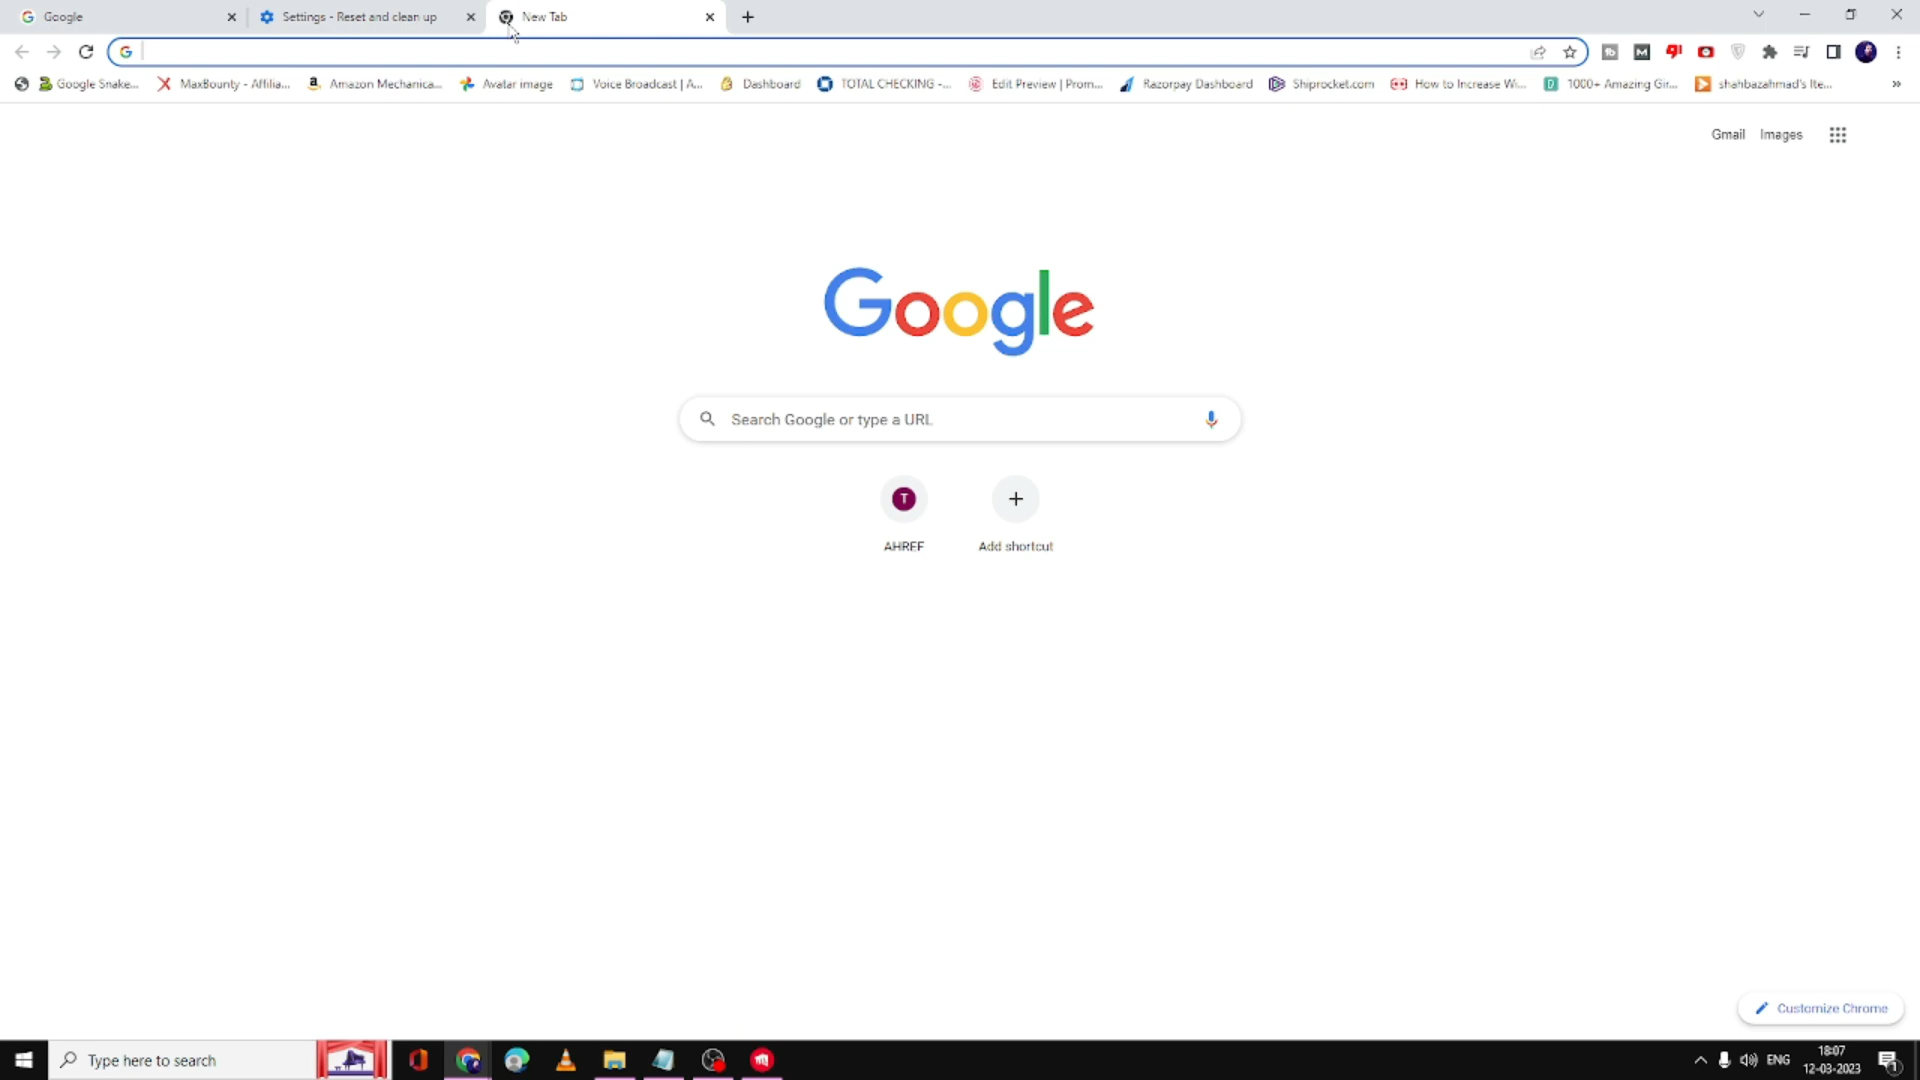 Google
Settings - Reset and clean up
New Tab
Google Snake...
MaxBounty - Affilia...
Amazon Mechanica...
Avatar image
Voice Broadcast | A...
Dashboard
TOTAL CHECKING -...
Edit Preview | Prom...
Razorpay Dashboard
Shiprocket.com
How to Increase Wi...
1000+ Amazing Gir...
shahbazahmad's Ite...
»
Gmail
Images
Google
Search Google or type a URL
T
AHREF
Add shortcut
Customize Chrome
Type here to search
ENG
18:07
12-03-2023
1